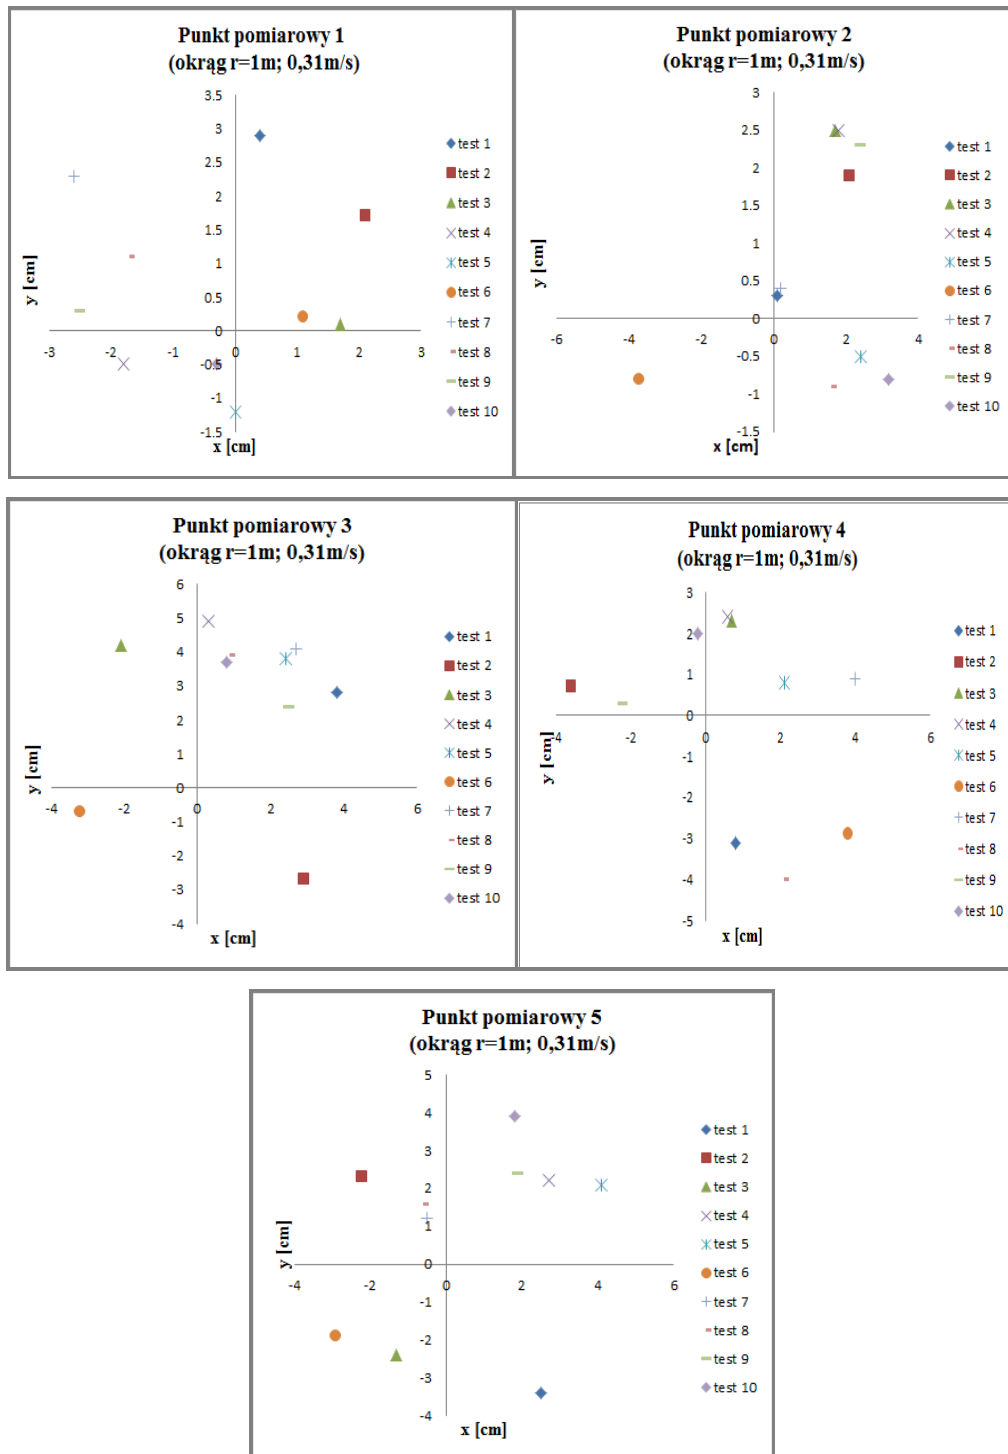 Punkt pomiarowy 1
(okrąg r=1m; 0,31m/s)
3.5
3
2.5
2
1.5
1
0.5
0
-0.5
-1
-1.5
-3
-2
-1
0
1
2
3
y [cm]
x [cm]
test 1
test 2
test 3
test 4
test 5
test 6
test 7
test 8
test 9
test 10
Punkt pomiarowy 2
(okrąg r=1m; 0,31m/s)
3
2.5
2
1.5
1
0.5
0
-0.5
-1
-1.5
-6
-4
-2
0
2
4
y [cm]
x [cm]
test 1
test 2
test 3
test 4
test 5
test 6
test 7
test 8
test 9
test 10
Punkt pomiarowy 3
(okrąg r=1m; 0,31m/s)
6
5
4
3
2
1
0
-1
-2
-3
-4
-4
-2
0
2
4
6
y [cm]
x [cm]
test 1
test 2
test 3
test 4
test 5
test 6
test 7
test 8
test 9
test 10
Punkt pomiarowy 4
(okrąg r=1m; 0,31m/s)
3
2
1
0
-1
-2
-3
-4
-5
-4
-2
0
2
4
6
y [cm]
x [cm]
test 1
test 2
test 3
test 4
test 5
test 6
test 7
test 8
test 9
test 10
Punkt pomiarowy 5
(okrąg r=1m; 0,31m/s)
5
4
3
2
1
0
-1
-2
-3
-4
-4
-2
0
2
4
6
y [cm]
x [cm]
test 1
test 2
test 3
test 4
test 5
test 6
test 7
test 8
test 9
test 10